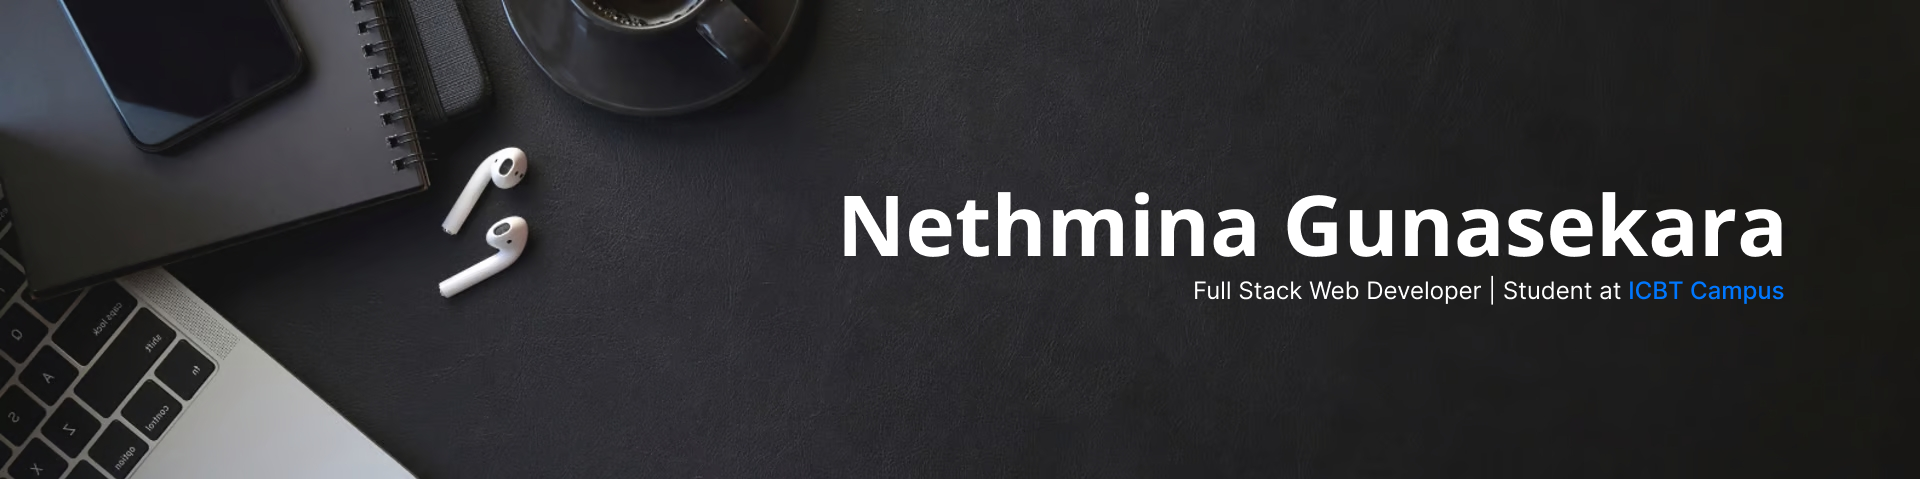 Nethmina Gunasekara
Full Stack Web Developer | Student at ICBT Campus
caps lock
shift
fn
control
option
Q
A
S
Z
X